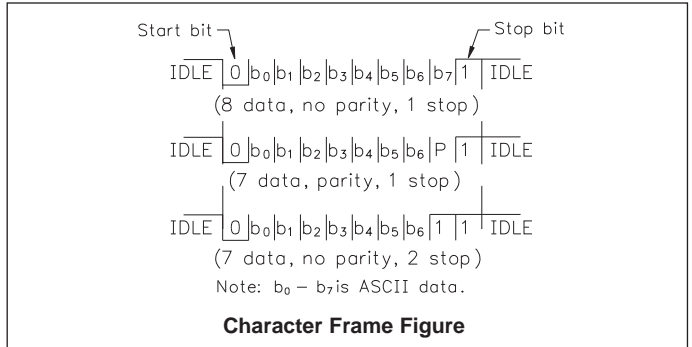 Start bit Stop bit
IDLE 0 b₀ b₁ b₂ b₃ b₄ b₅ b₆ b₇ 1 IDLE
(8 data, no parity, 1 stop)
IDLE 0 b₀ b₁ b₂ b₃ b₄ b₅ b₆ P 1 IDLE
(7 data, parity, 1 stop)
IDLE 0 b₀ b₁ b₂ b₃ b₄ b₅ b₆ 1 1 IDLE
(7 data, no parity, 2 stop)
Note: b₀ – b₇ is ASCII data.
Character Frame Figure